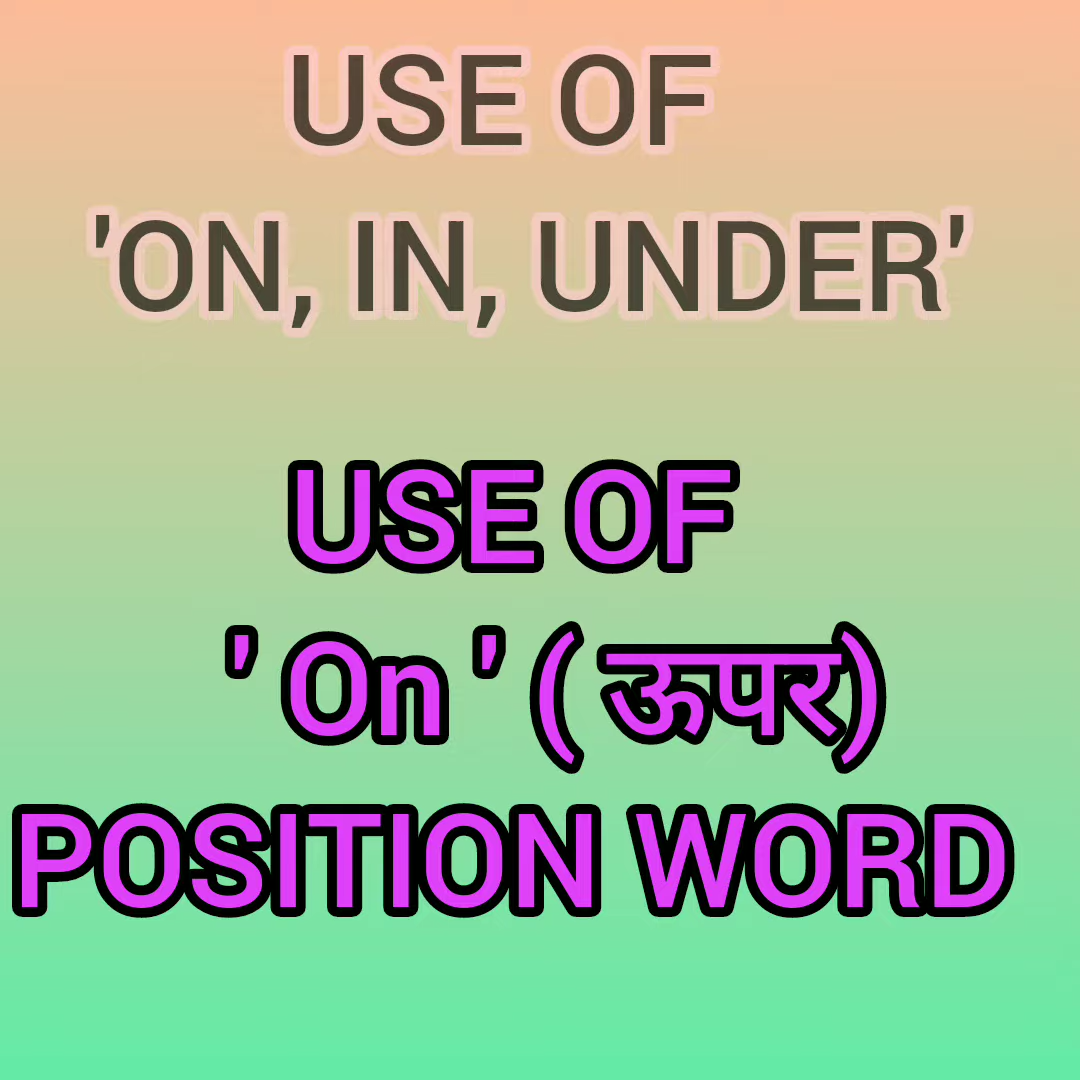 USE OF
'ON, IN, UNDER'
USE OF
' On ' ( ऊपर)
POSITION WORD